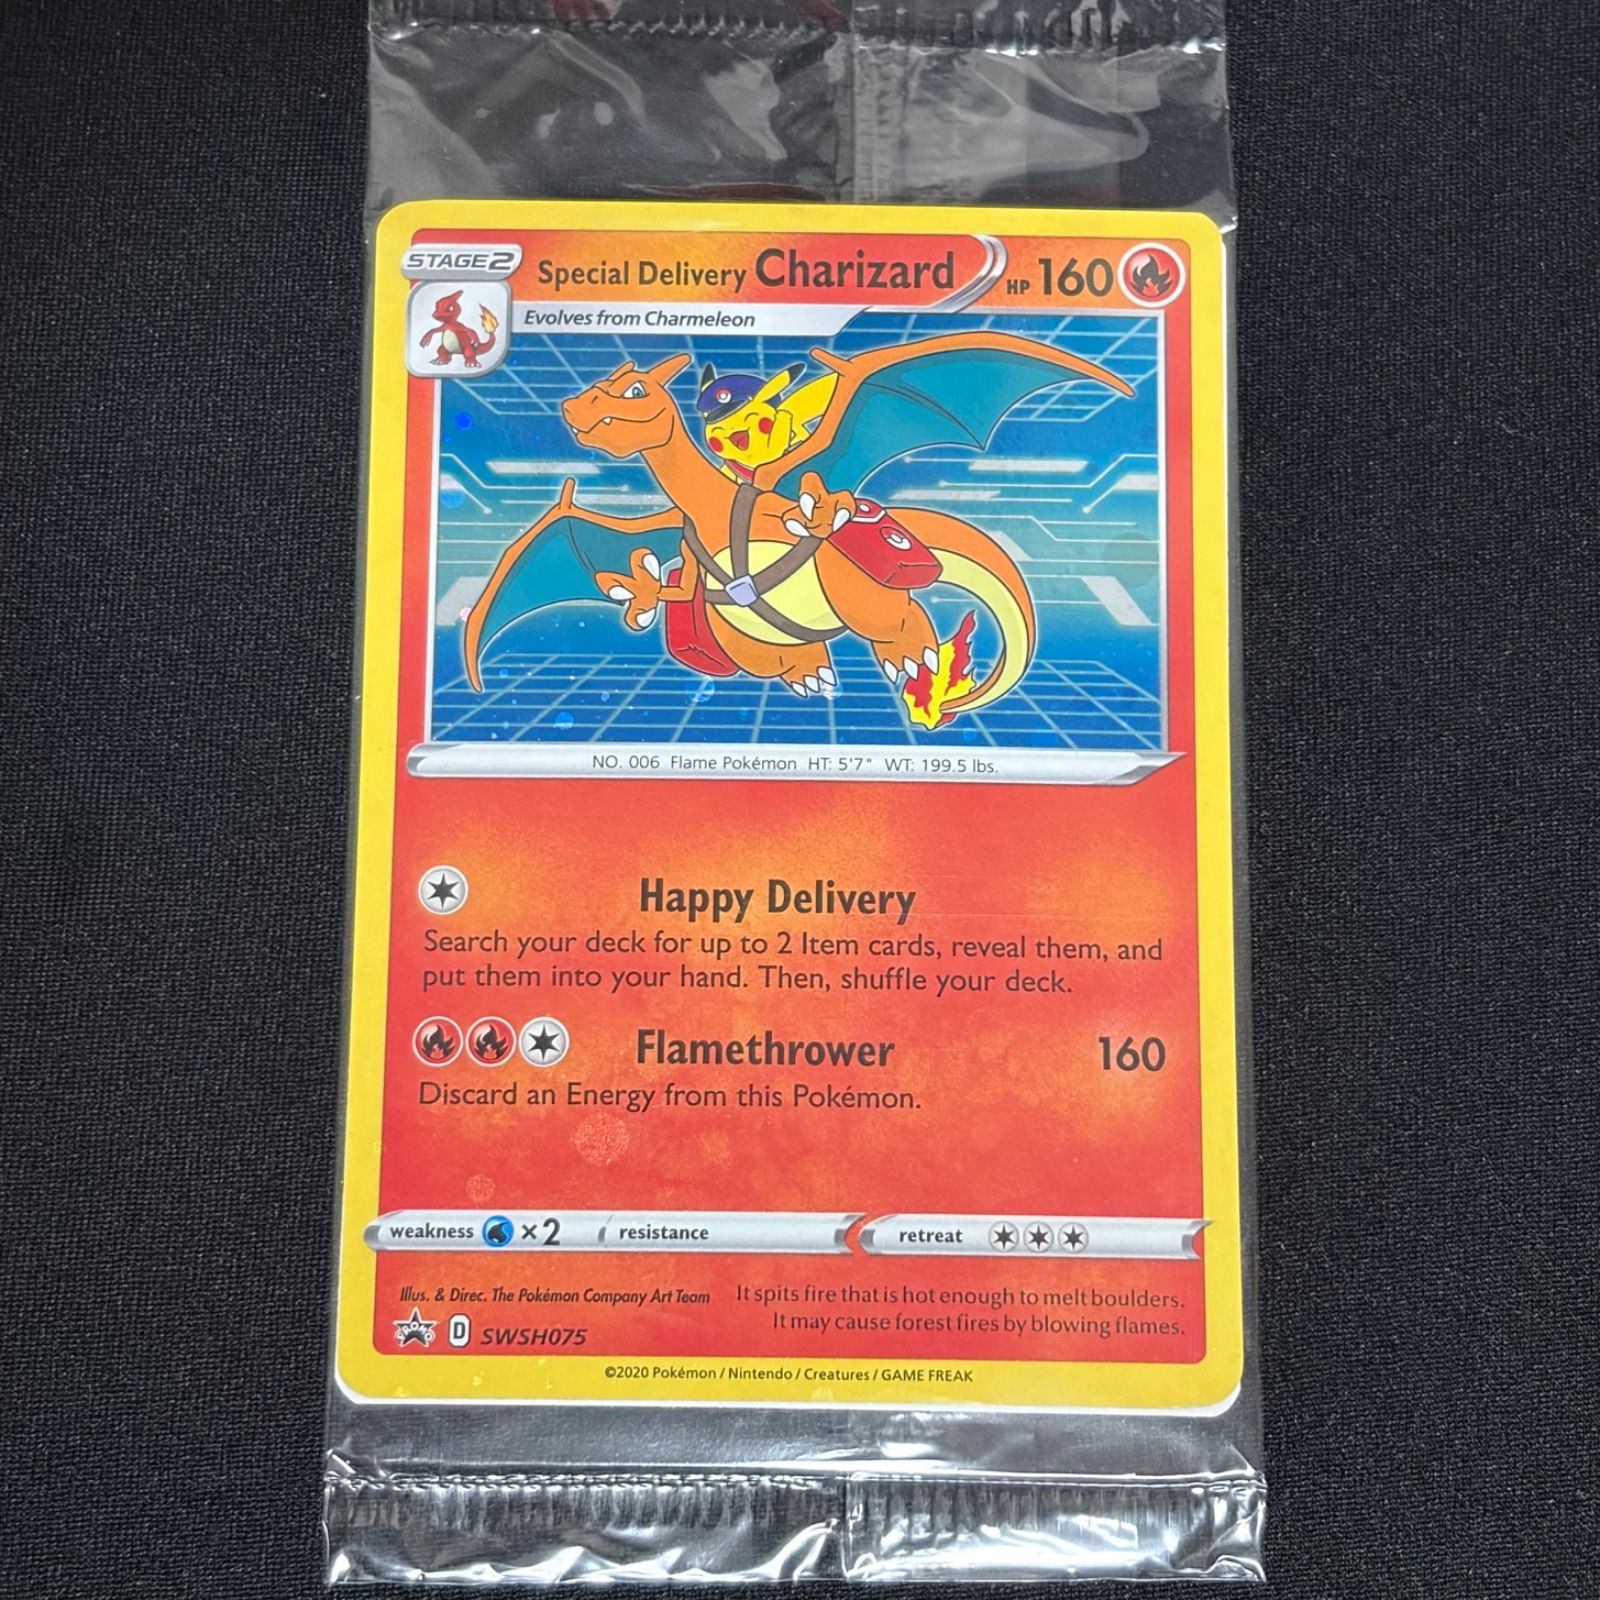 STAGE2
Special Delivery Charizard HP 160
Evolves from Charmeleon
NO. 006 Flame Pokémon HT: 5'7" WT: 199.5 lbs.
Happy Delivery
Search your deck for up to 2 Item cards, reveal them, and
put them into your hand. Then, shuffle your deck.
Flamethrower 160
Discard an Energy from this Pokémon.
weakness ×2 resistance retreat
Illus. & Direc. The Pokémon Company Art Team
It spits fire that is hot enough to melt boulders.
It may cause forest fires by blowing flames.
PROMO D SWSH075
©2020 Pokémon / Nintendo / Creatures / GAME FREAK